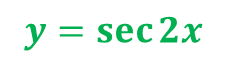 y = sec 2x